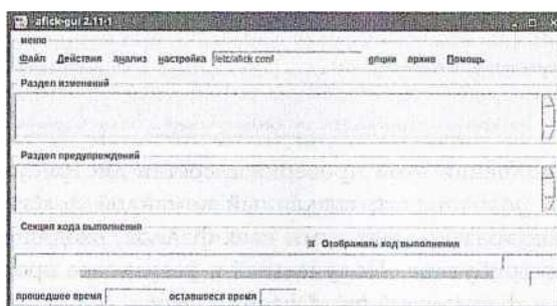 afick-gui 2.11-1
меню
Файл Действия анализ настройка /etc/afick.conf опции архив Помощь
Раздел изменений
Раздел предупреждений
Секция хода выполнения
Отображать ход выполнения
прошедшее время оставшееся время